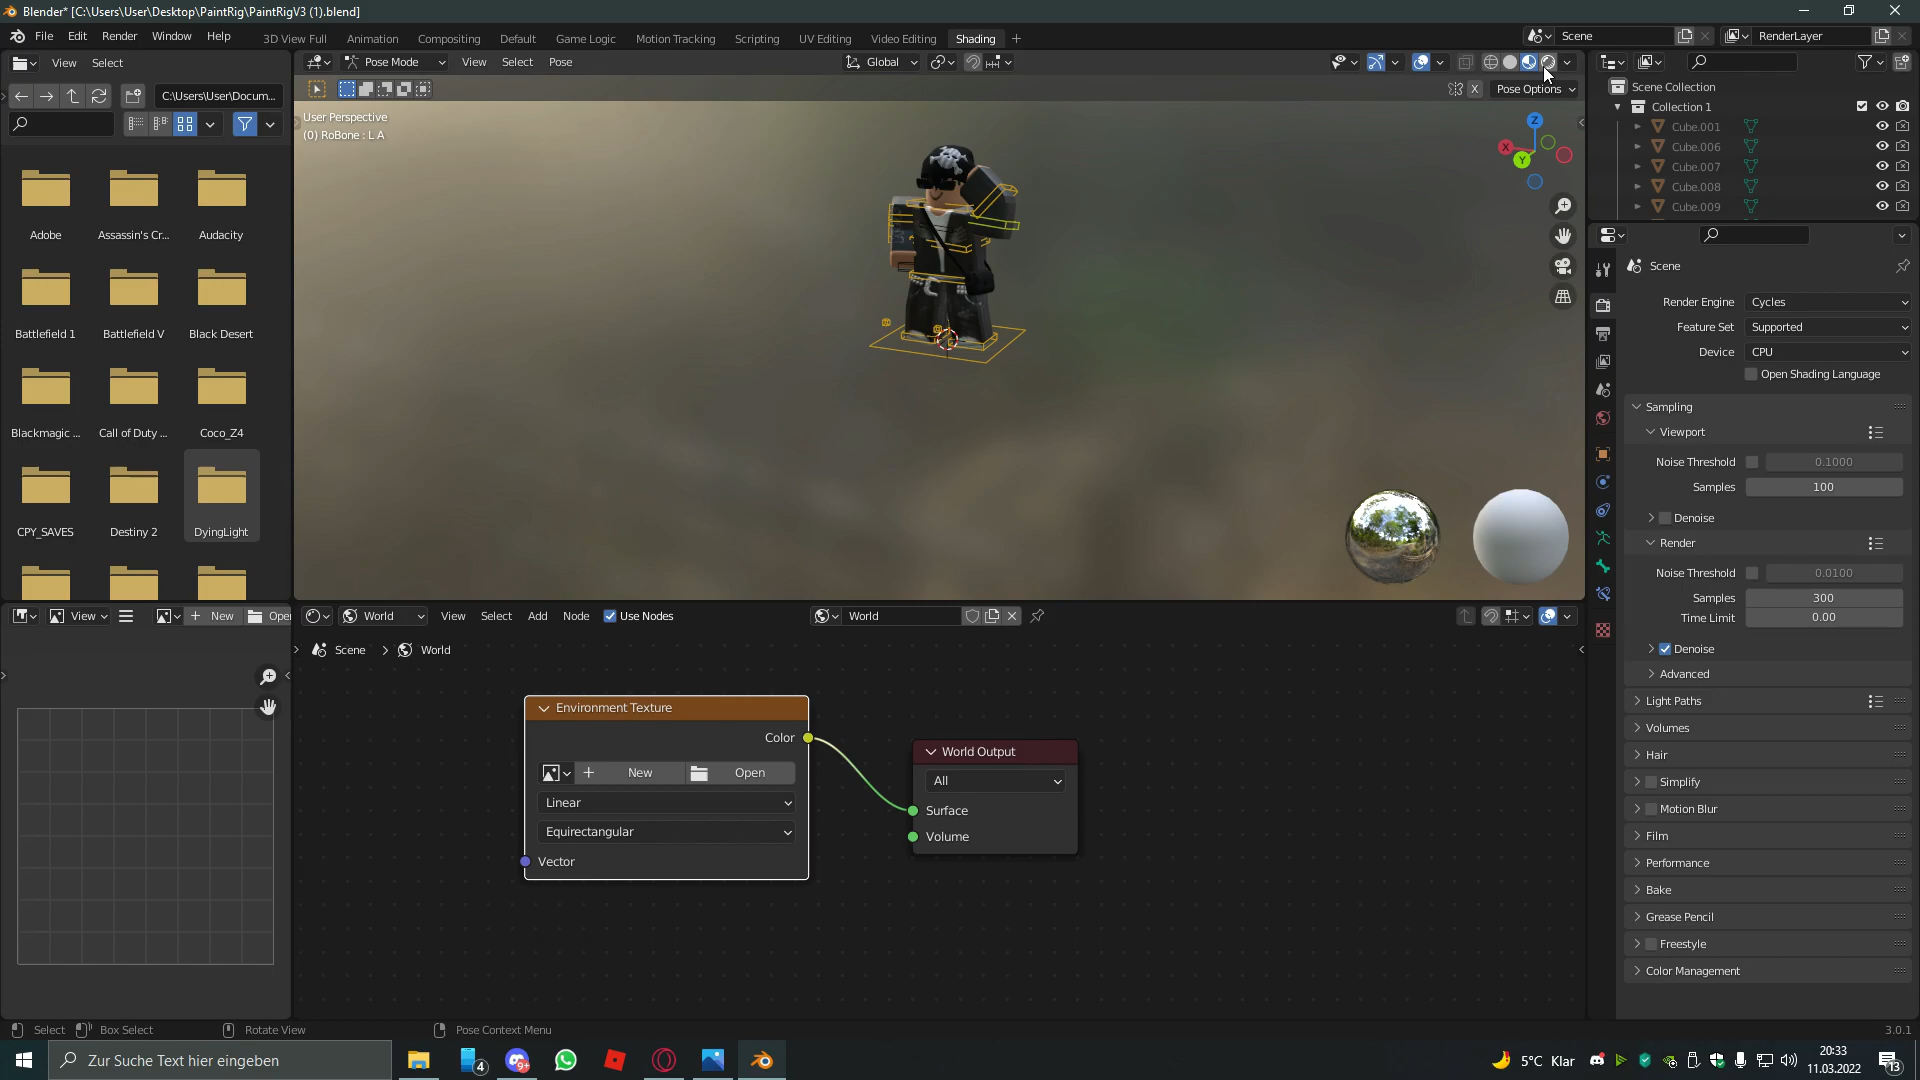 Blender* [C:\Users\User\Desktop\PaintRig\PaintRigV3 (1).blend]
File Edit Render Window Help
3D View Full Animation Compositing Default Game Logic Motion Tracking Scripting UV Editing Video Editing Shading
Scene
RenderLayer
View Select
Pose Mode View Select Pose
Global
C:\Users\User\Docum...
X Pose Options
User Perspective
(0) RoBone : L A
Z
X
Y
Scene Collection
Collection 1
Cube.001
Cube.006
Cube.007
Cube.008
Cube.009
Adobe Assassin's Cr... Audacity
Battlefield 1 Battlefield V Black Desert
Blackmagic ... Call of Duty ... Coco_Z4
CPY_SAVES Destiny 2 DyingLight
Scene
Render Engine Cycles
Feature Set Supported
Device CPU
Open Shading Language
Sampling
Viewport
Noise Threshold 0.1000
Samples 100
Denoise
Render
Noise Threshold 0.0100
Samples 300
Time Limit 0.00
Denoise
Advanced
Light Paths
Volumes
Hair
Simplify
Motion Blur
Film
Performance
Bake
Grease Pencil
Freestyle
Color Management
View New Open
World View Select Add Node Use Nodes World
Scene World
Environment Texture
Color
New Open
Linear
Equirectangular
Vector
World Output
All
Surface
Volume
Select Box Select Rotate View Pose Context Menu 3.0.1
Zur Suche Text hier eingeben
4
9+
5°C Klar
20:33
11.03.2022
13